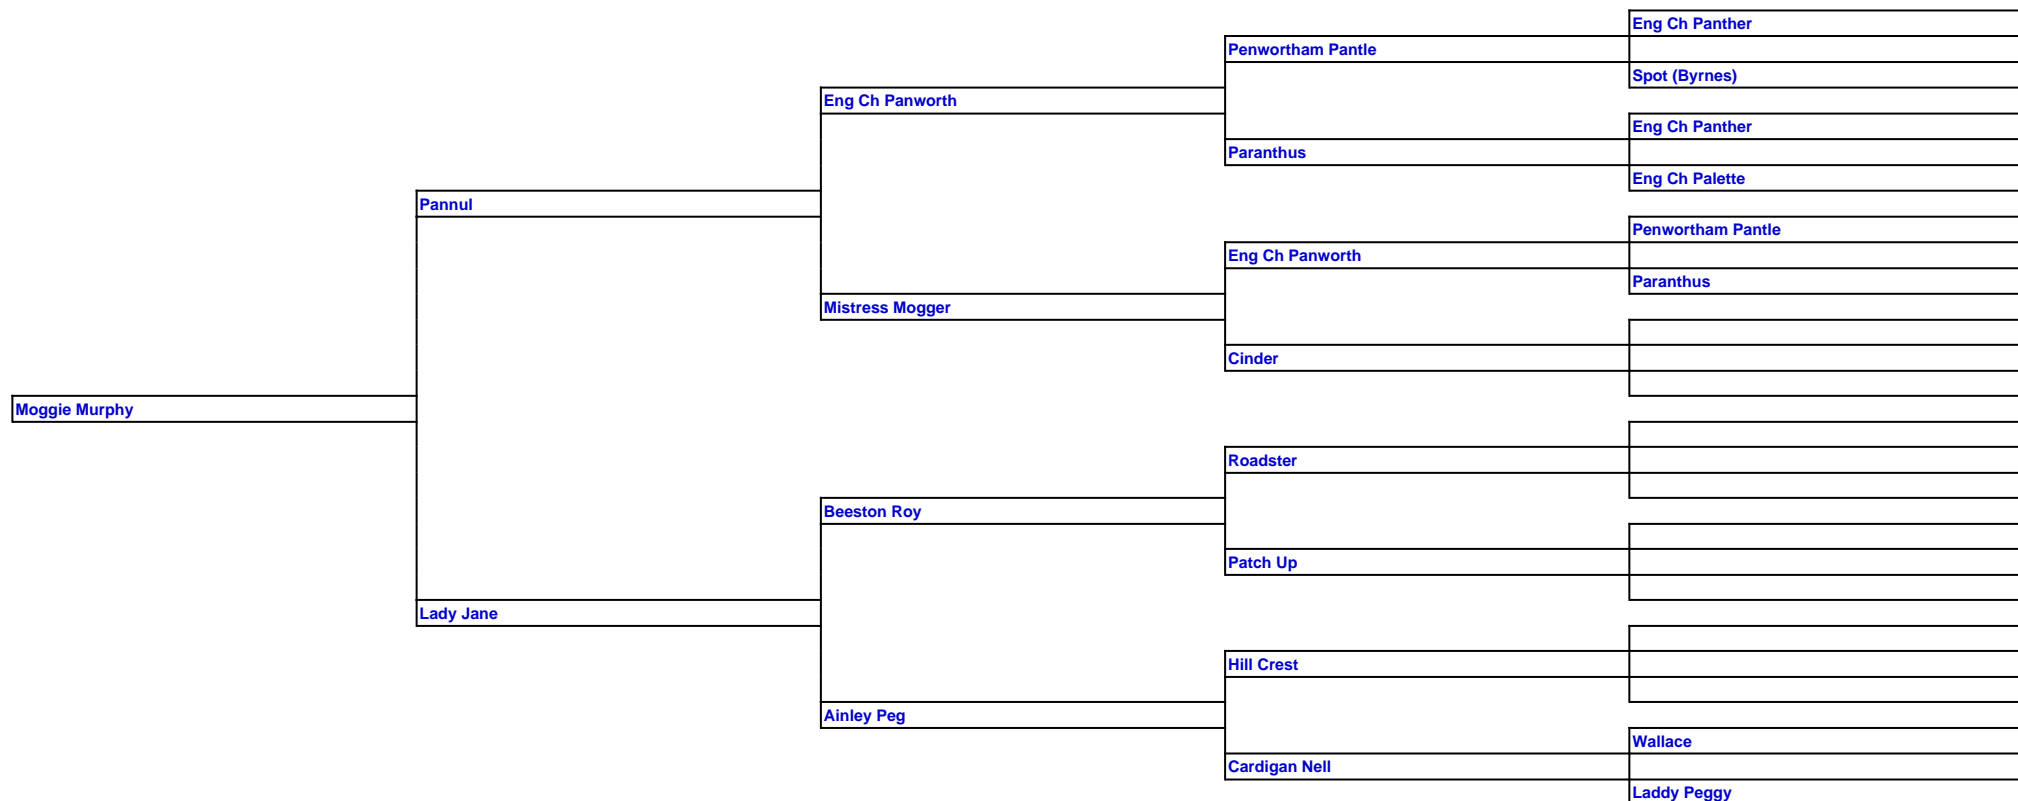 Eng Ch Panther
Penwortham Pantle
Spot (Byrnes)
Eng Ch Panworth
Eng Ch Panther
Paranthus
Eng Ch Palette
Pannul
Penwortham Pantle
Eng Ch Panworth
Paranthus
Mistress Mogger
Cinder
Moggie Murphy
Roadster
Beeston Roy
Patch Up
Lady Jane
Hill Crest
Ainley Peg
Wallace
Cardigan Nell
Laddy Peggy